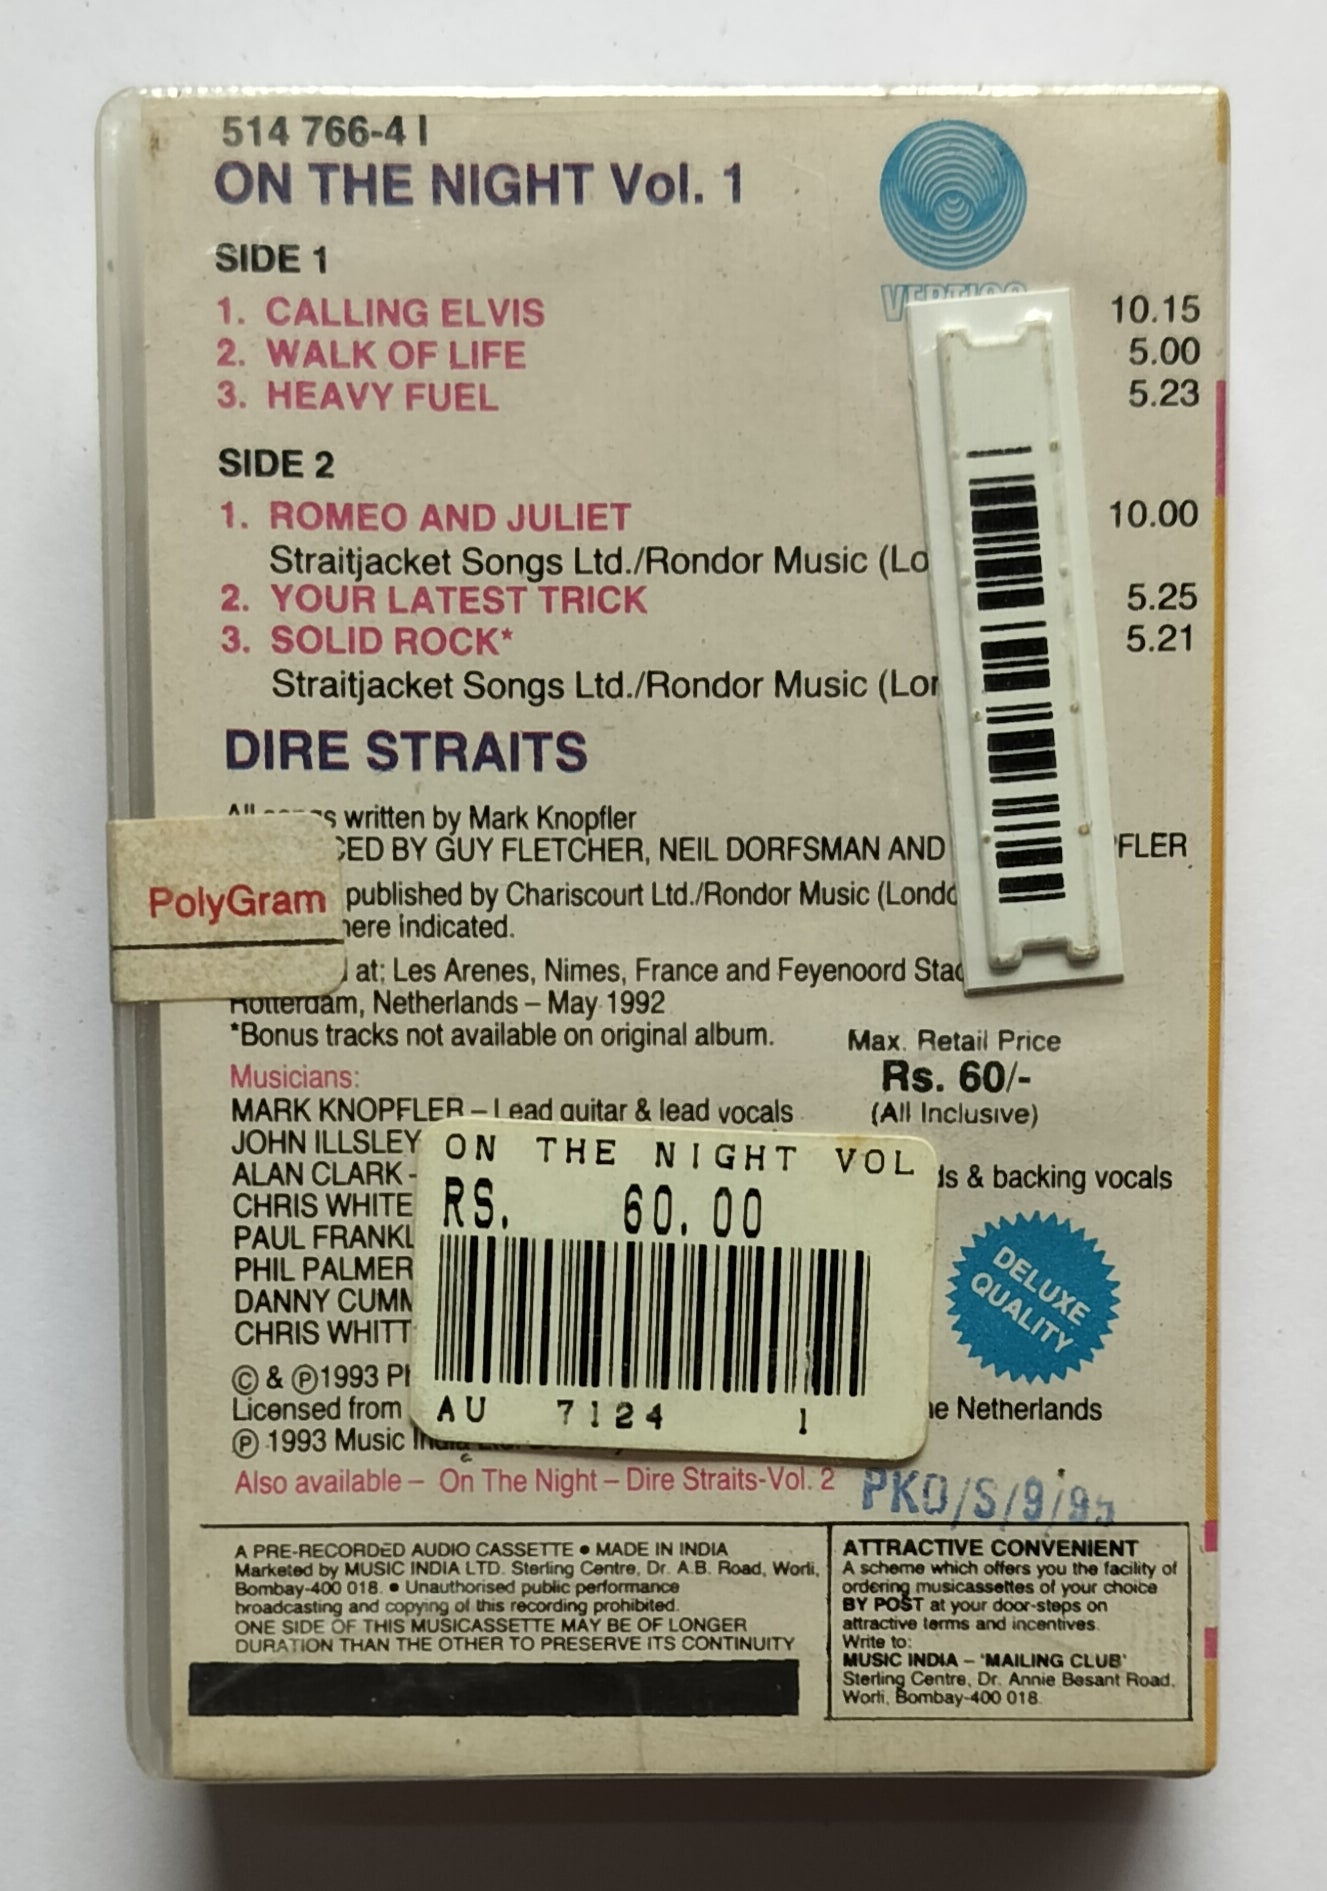 514 766-4 I
ON THE NIGHT Vol. 1
VERTIGO
SIDE 1
1. CALLING ELVIS 10.15
2. WALK OF LIFE 5.00
3. HEAVY FUEL 5.23
SIDE 2
1. ROMEO AND JULIET 10.00
Straitjacket Songs Ltd./Rondor Music (Lo
2. YOUR LATEST TRICK 5.25
3. SOLID ROCK* 5.21
Straitjacket Songs Ltd./Rondor Music (Lon
DIRE STRAITS
All songs written by Mark Knopfler
CED BY GUY FLETCHER, NEIL DORFSMAN AND PFLER
PolyGram
published by Chariscourt Ltd./Rondor Music (Londo
here indicated.
at: Les Arenes, Nimes, France and Feyenoord Stad
Rotterdam, Netherlands – May 1992
*Bonus tracks not available on original album.
Max. Retail Price
Rs. 60/-
(All Inclusive)
Musicians:
MARK KNOPFLER – Lead guitar & lead vocals
JOHN ILLSLEY
ALAN CLARK - ds & backing vocals
CHRIS WHITE
PAUL FRANKL
PHIL PALMER
DANNY CUMM
CHRIS WHITT
ON THE NIGHT VOL
RS. 60.00
AU 7124 1
DELUXE
QUALITY
© & ℗1993 Ph
Licensed from he Netherlands
℗ 1993 Music India Ltd.
Also available – On The Night – Dire Straits-Vol. 2
PKD/S/9/95
A PRE-RECORDED AUDIO CASSETTE ● MADE IN INDIA
Marketed by MUSIC INDIA LTD. Sterling Centre, Dr. A.B. Road, Worli,
Bombay-400 018. ● Unauthorised public performance
broadcasting and copying of this recording prohibited.
ONE SIDE OF THIS MUSICASSETTE MAY BE OF LONGER
DURATION THAN THE OTHER TO PRESERVE ITS CONTINUITY
ATTRACTIVE CONVENIENT
A scheme which offers you the facility of
ordering musicassettes of your choice
BY POST at your door-steps on
attractive terms and incentives.
Write to:
MUSIC INDIA – 'MAILING CLUB'
Sterling Centre, Dr. Annie Besant Road,
Worli, Bombay-400 018.